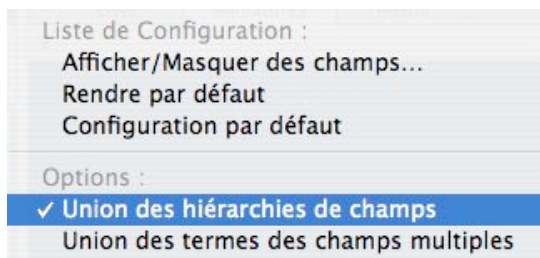 Liste de Configuration :
Afficher/Masquer des champs...
Rendre par défaut
Configuration par défaut
Options :
✓ Union des hiérarchies de champs
Union des termes des champs multiples